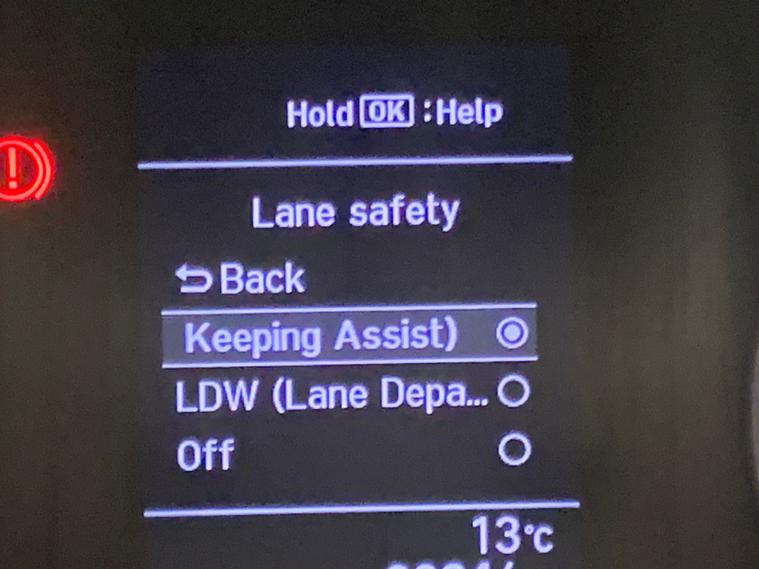 Hold OK : Help
Lane safety
Back
Keeping Assist)
LDW (Lane Depa...
Off
13°C